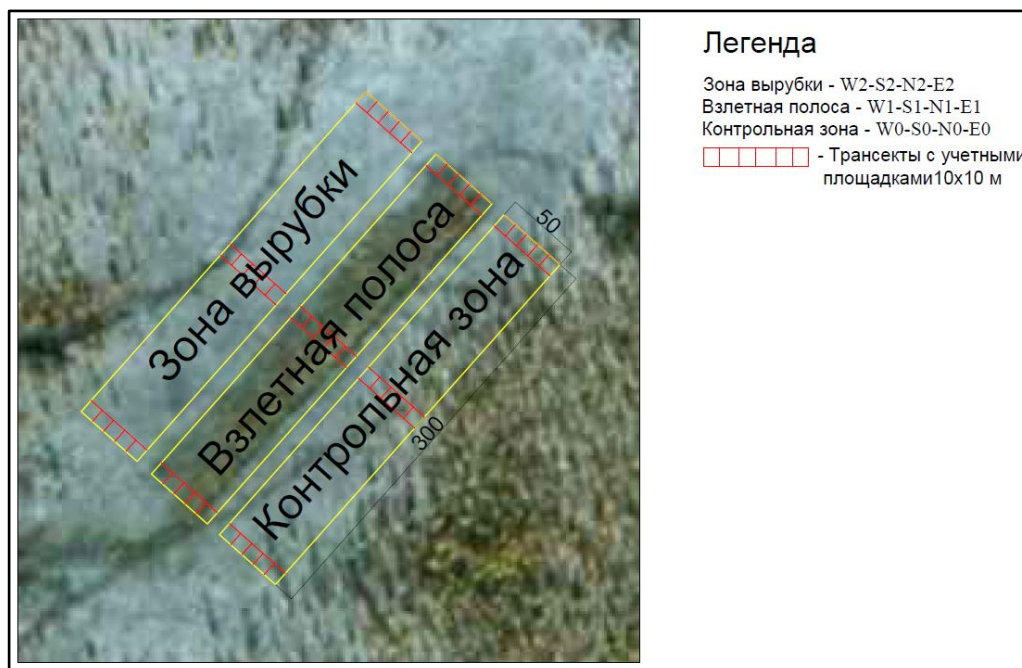 Легенда
Зона вырубки - W2-S2-N2-E2
Взлетная полоса - W1-S1-N1-E1
Контрольная зона - W0-S0-N0-E0
- Трансекты с учетными
площадками10х10 м
Зона вырубки
Взлетная полоса
Контрольная зона
50
300